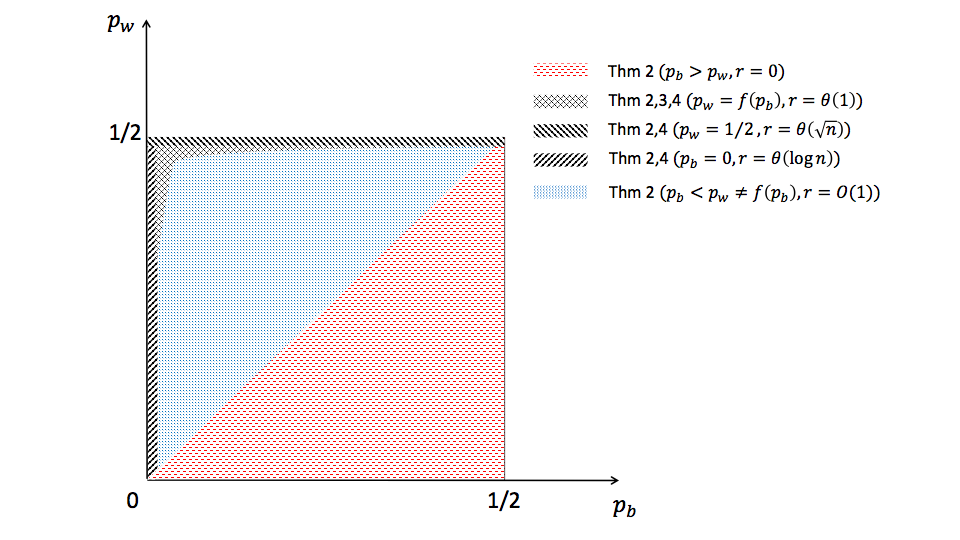 p_w
1/2
0
1/2
p_b
Thm 2 (p_b > p_w, r = 0)
Thm 2,3,4 (p_w = f(p_b), r = θ(1))
Thm 2,4 (p_w = 1/2 , r = θ(√n))
Thm 2,4 (p_b = 0, r = θ(log n))
Thm 2 (p_b < p_w ≠ f(p_b), r = O(1))